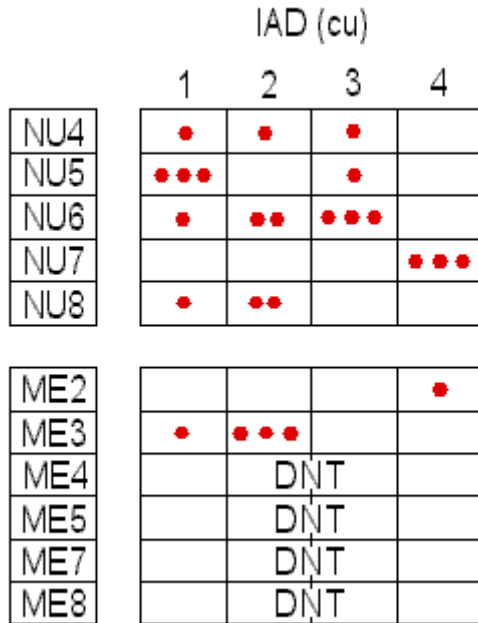 IAD (cu)
1 2 3 4
NU4
NU5
NU6
NU7
NU8
ME2
ME3
ME4 DNT
ME5 DNT
ME7 DNT
ME8 DNT